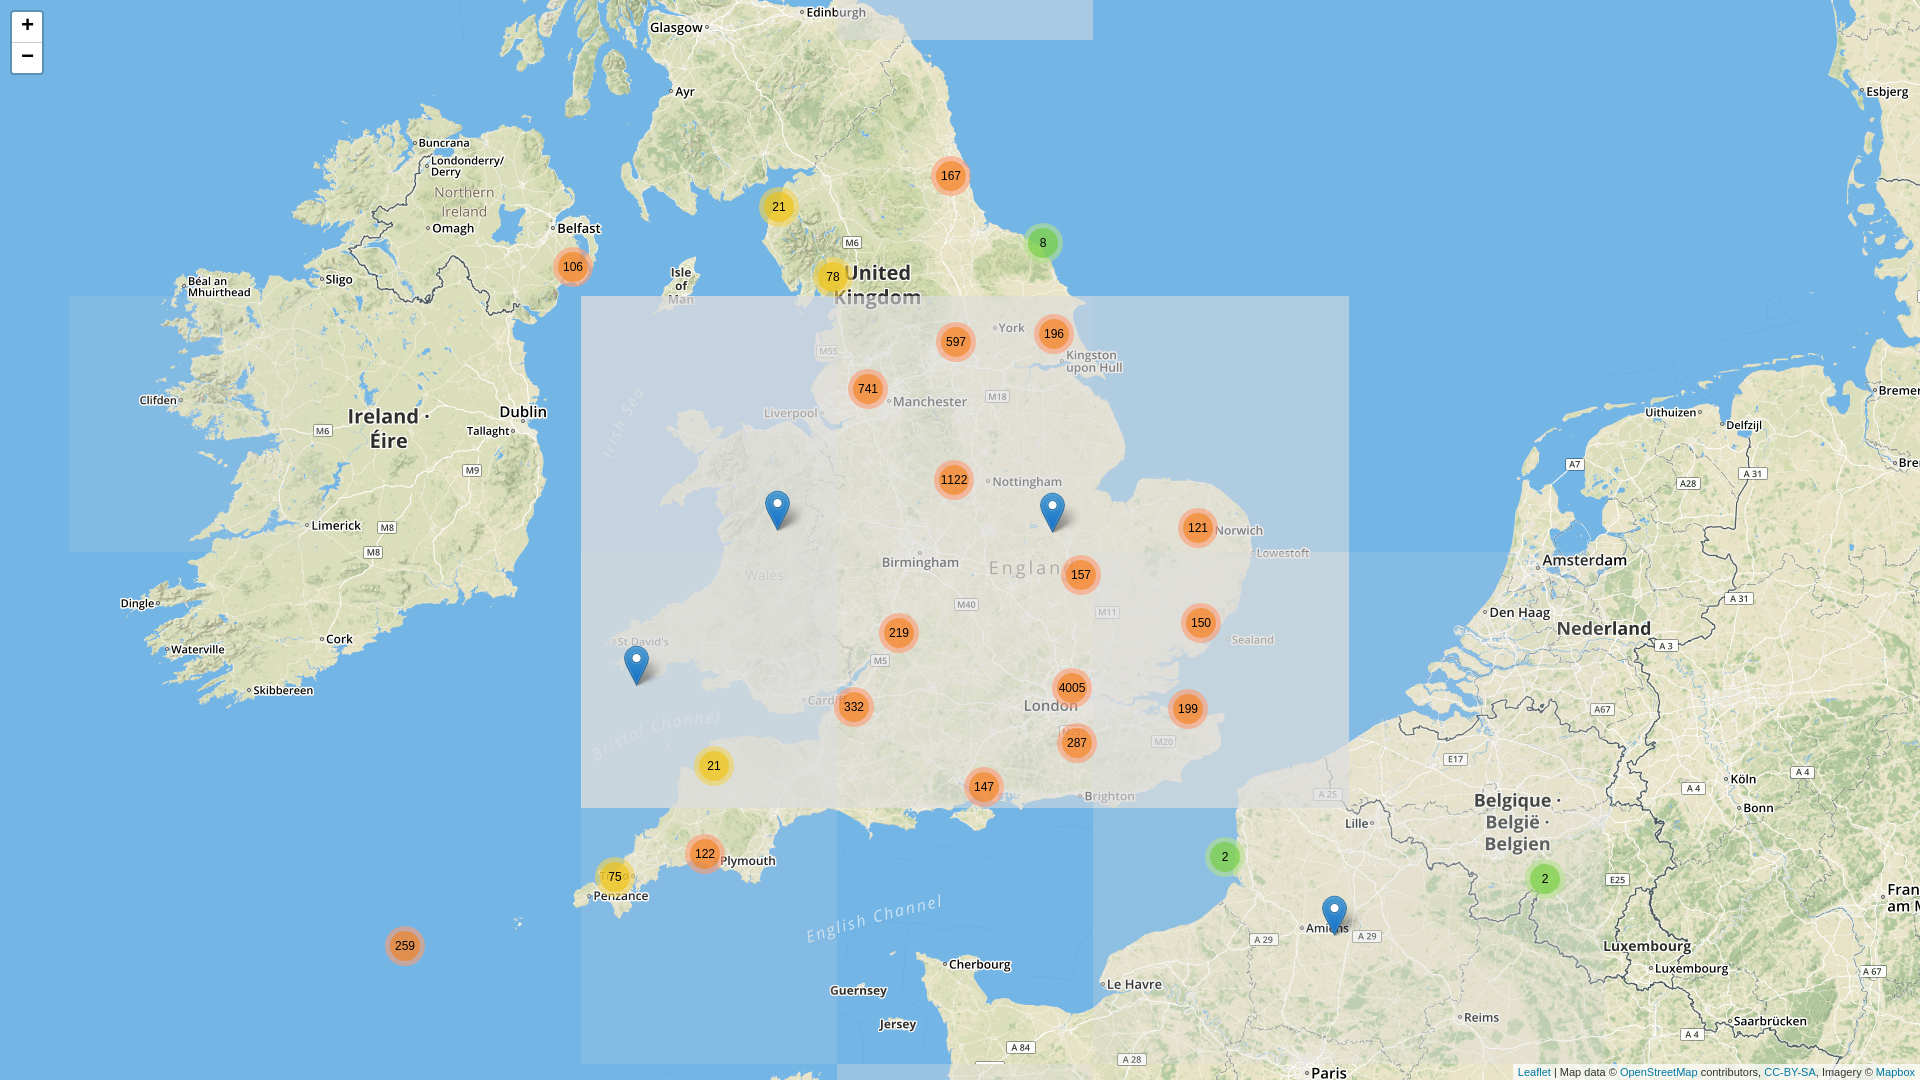 +
−
Edinburgh
Glasgow
Ayr
Esbjerg
Buncrana
Londonderry/
Derry
Northern
Ireland
Omagh
Belfast
167
21
8
M6
106
78
United
Kingdom
Isle
of
Man
Sligo
Béal an
Mhuirthead
York
196
597
M55
Kingston
upon Hull
741
Manchester
M18
Liverpool
Irish Sea
Clifden
Ireland ·
Éire
M6
Dublin
Tallaght
M9
Uithuizen
Delfzijl
A7
A 31
A28
1122
Nottingham
Limerick
M8
M8
121
Norwich
Lowestoft
Birmingham
England
157
Wales
M40
M11
Amsterdam
A 31
Den Haag
Nederland
A 3
Dingle
Cork
Waterville
Skibbereen
219
150
Sealand
St David's
M5
4005
London
Cardiff
332
199
287
M20
Bristol Channel
A67
E17
21
147
Brighton
A 25
Köln
A 4
A 4
Bonn
Belgique ·
België ·
Belgien
Lille
122
Plymouth
75
Penzance
2
2
E25
259
English Channel
Amiens
A 29
A 29
Luxembourg
Luxembourg
A 67
Cherbourg
Le Havre
Guernsey
Jersey
Reims
Saarbrücken
A 84
A 28
A 4
Paris
Leaflet | Map data © OpenStreetMap contributors, CC-BY-SA, Imagery © Mapbox